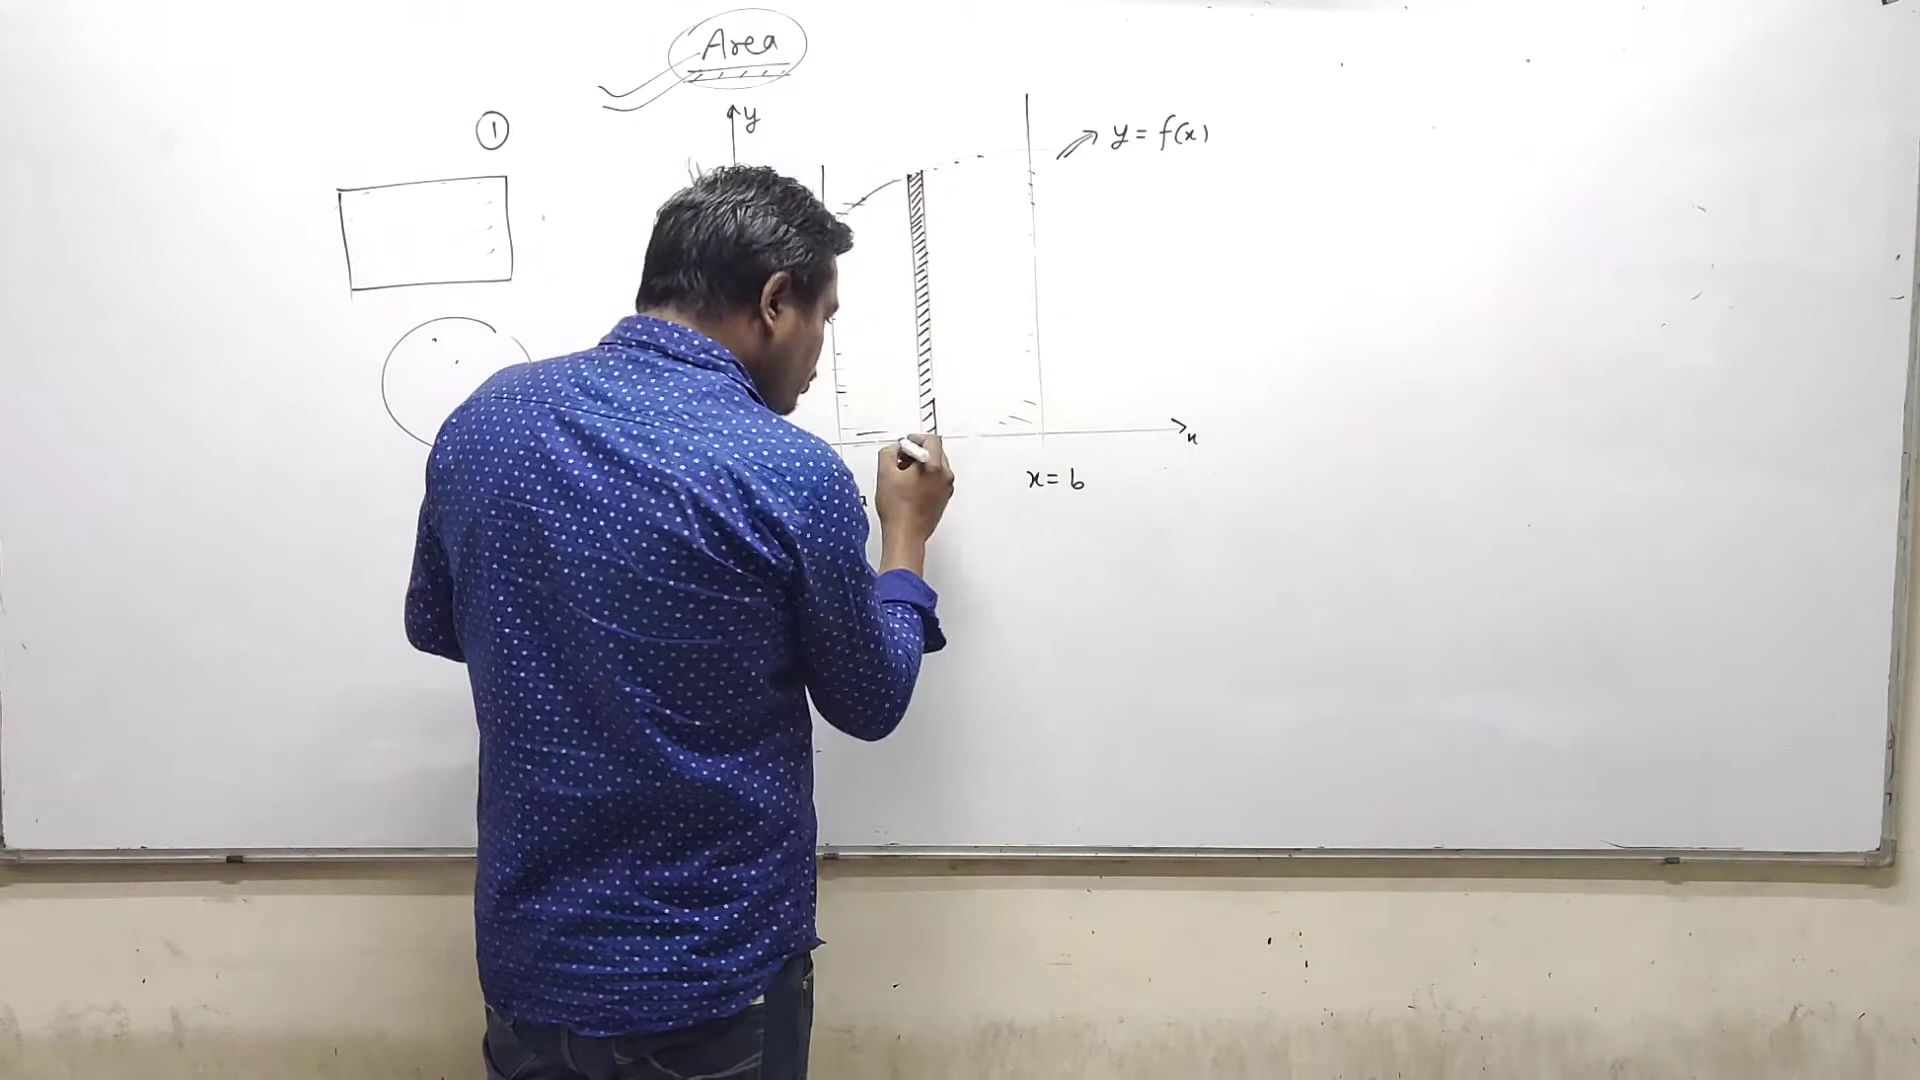 Area
①
y
y = f(x)
x
a
x = b